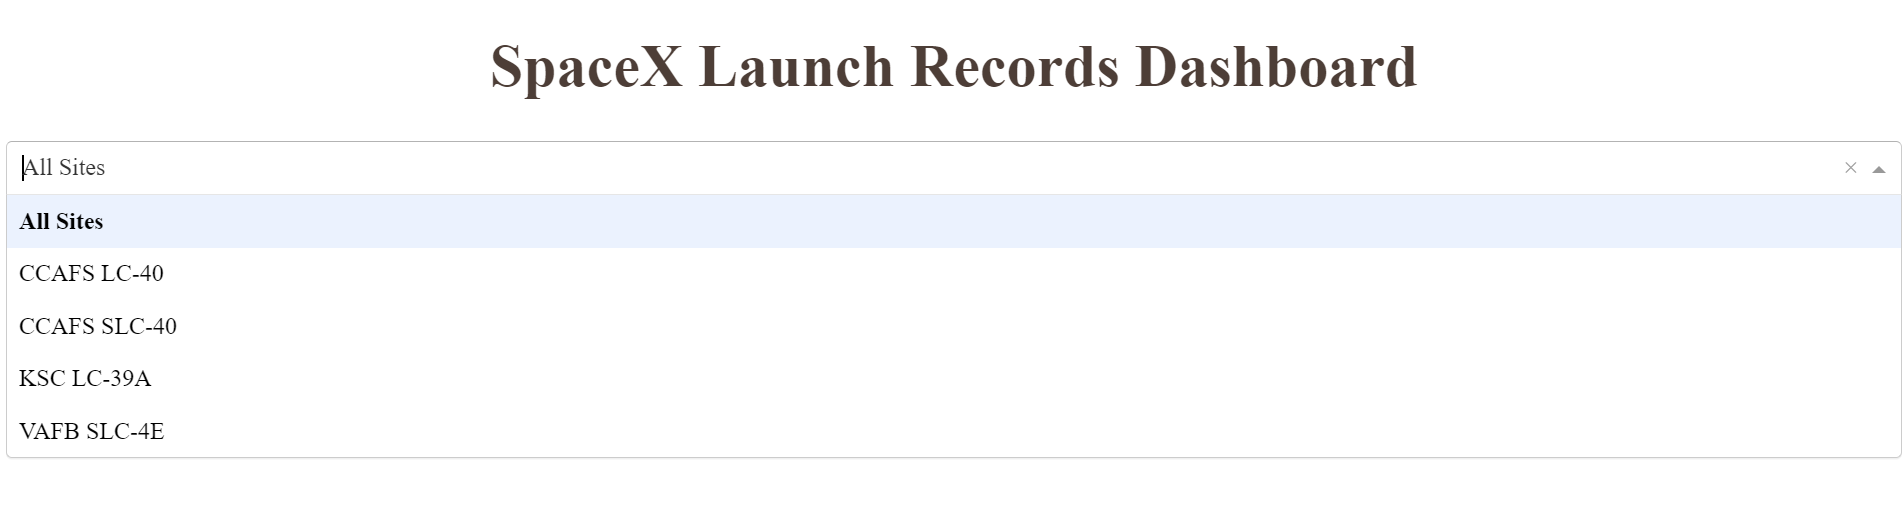 SpaceX Launch Records Dashboard
All Sites
All Sites
CCAFS LC-40
CCAFS SLC-40
KSC LC-39A
VAFB SLC-4E